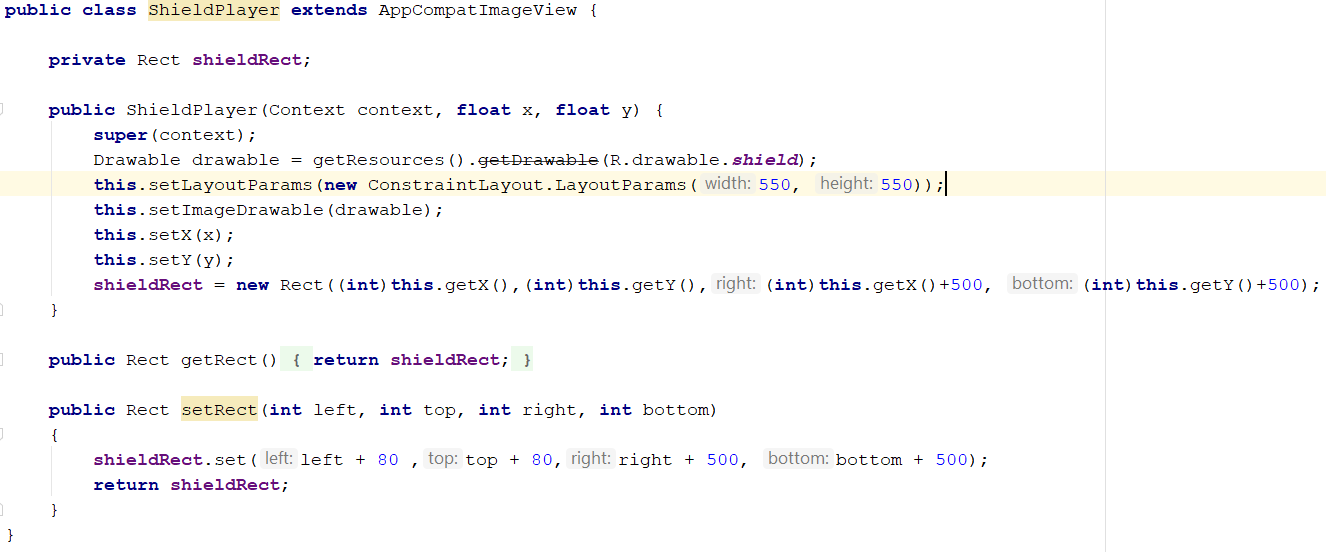 public class ShieldPlayer extends AppCompatImageView {
private Rect shieldRect;
public ShieldPlayer(Context context, float x, float y) {
super(context);
Drawable drawable = getResources().getDrawable(R.drawable.shield);
this.setLayoutParams(new ConstraintLayout.LayoutParams( width: 550, height: 550));
this.setImageDrawable(drawable);
this.setX(x);
this.setY(y);
shieldRect = new Rect((int)this.getX(),(int)this.getY(), right: (int)this.getX()+500, bottom: (int)this.getY()+500);
}
public Rect getRect() { return shieldRect; }
public Rect setRect(int left, int top, int right, int bottom)
{
shieldRect.set( left: left + 80 , top: top + 80, right: right + 500, bottom: bottom + 500);
return shieldRect;
}
}